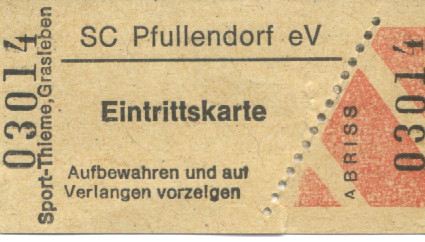 03014
Sport-Thieme,Grasleben
SC Pfullendorf eV
Eintrittskarte
Aufbewahren und auf
Verlangen vorzeigen
ABRISS
03014